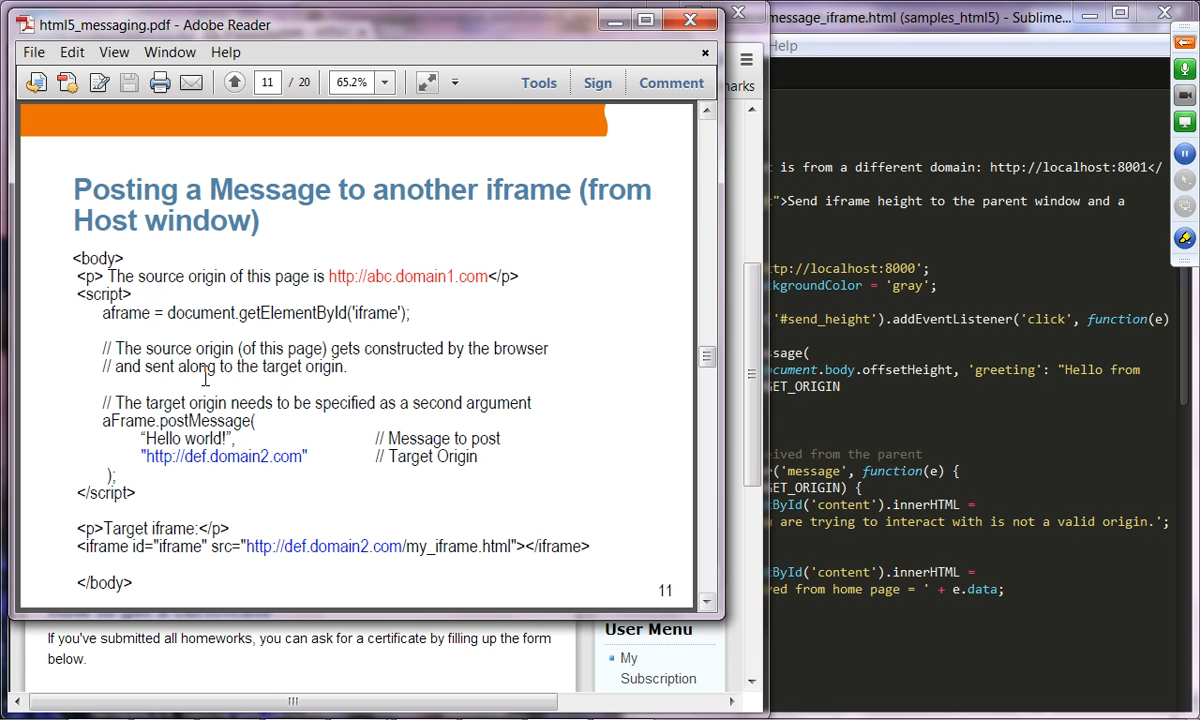 html5_messaging.pdf - Adobe Reader
File Edit View Window Help
11 / 20 65.2% Tools Sign Comment
Posting a Message to another iframe (from
Host window)
<body>
<p> The source origin of this page is http://abc.domain1.com</p>
<script>
aframe = document.getElementById('iframe');
// The source origin (of this page) gets constructed by the browser
// and sent along to the target origin.
// The target origin needs to be specified as a second argument
aFrame.postMessage(
“Hello world!”, // Message to post
"http://def.domain2.com" // Target Origin
);
</script>
<p>Target iframe:</p>
<iframe id="iframe" src="http://def.domain2.com/my_iframe.html"></iframe>
</body>
11
If you've submitted all homeworks, you can ask for a certificate by filling up the form
below.
User Menu
My
Subscription
arks
message_iframe.html (samples_html5) - Sublime...
Help
t is from a different domain: http://localhost:8001</
">Send iframe height to the parent window and a
tp://localhost:8000';
kgroundColor = 'gray';
'#send_height').addEventListener('click', function(e)
sage(
ocument.body.offsetHeight, 'greeting': "Hello from
GET_ORIGIN
ived from the parent
('message', function(e) {
GET_ORIGIN) {
tById('content').innerHTML =
u are trying to interact with is not a valid origin.';
tById('content').innerHTML =
ed from home page = ' + e.data;